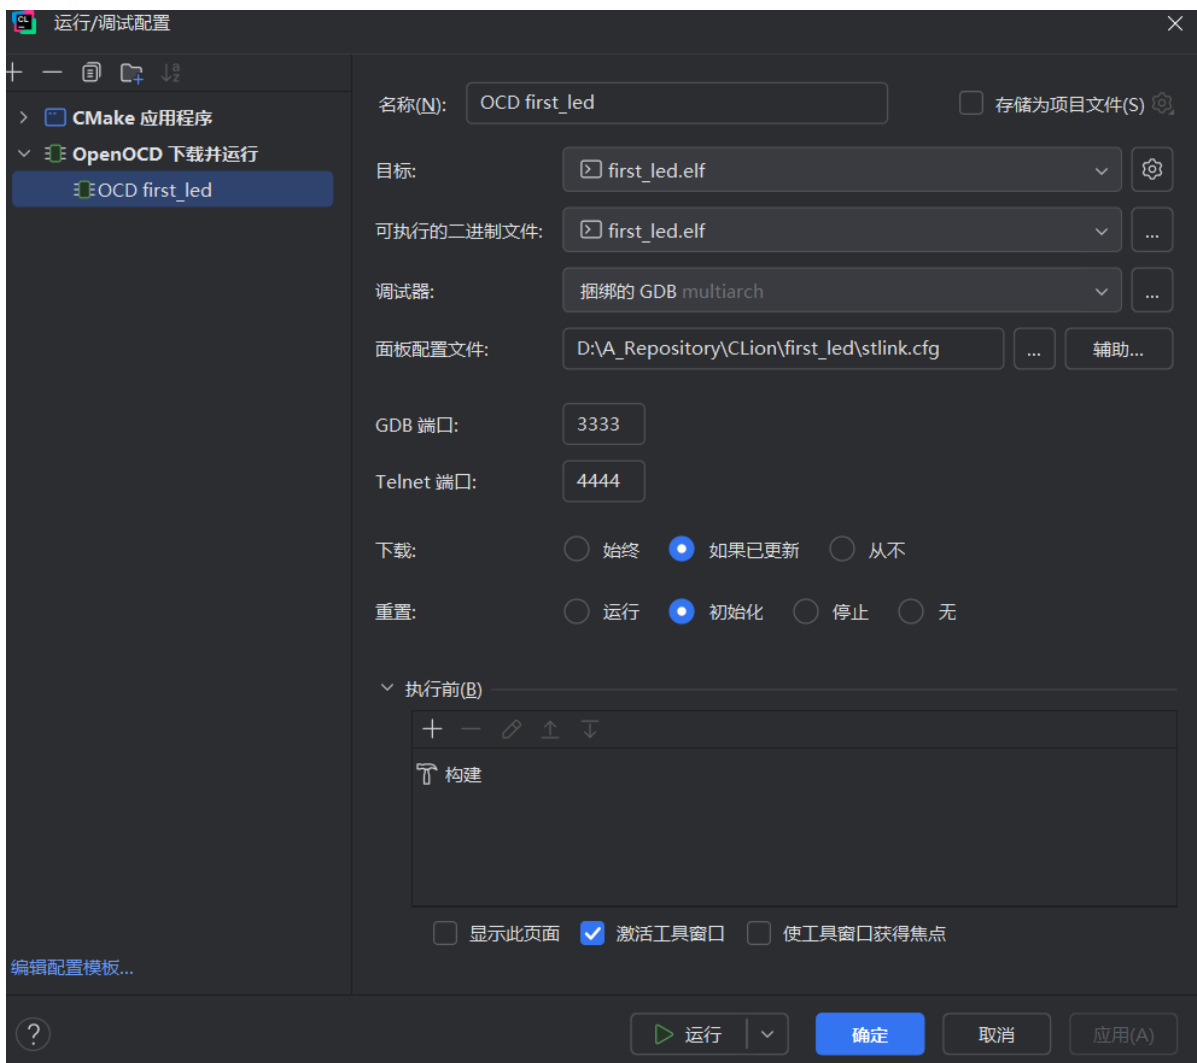 CL 运行/调试配置
CMake 应用程序
OpenOCD 下载并运行
OCD first_led
编辑配置模板...
名称(N): OCD first_led 存储为项目文件(S)
目标: first_led.elf
可执行的二进制文件: first_led.elf ...
调试器: 捆绑的 GDB multiarch ...
面板配置文件: D:\A_Repository\CLion\first_led\stlink.cfg ... 辅助...
GDB 端口: 3333
Telnet 端口: 4444
下载: 始终 如果已更新 从不
重置: 运行 初始化 停止 无
执行前(B)
构建
显示此页面 激活工具窗口 使工具窗口获得焦点
? 运行 确定 取消 应用(A)